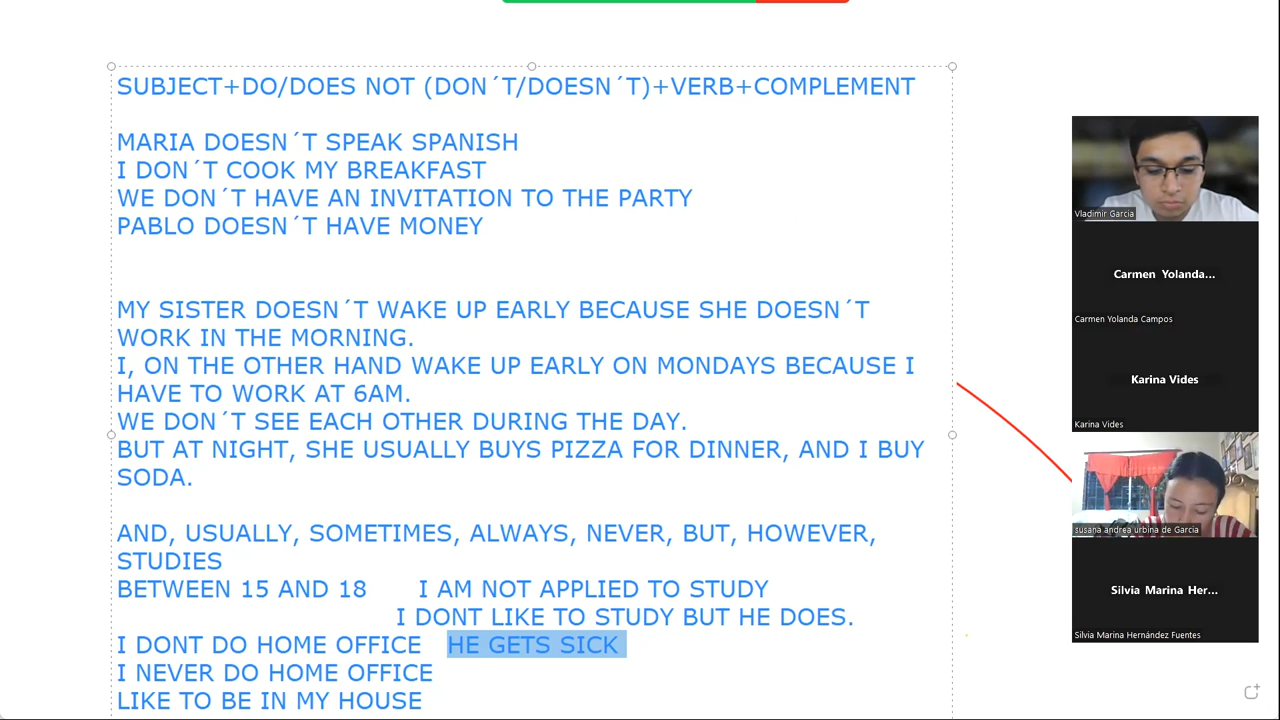 SUBJECT+DO/DOES NOT (DON´T/DOESN´T)+VERB+COMPLEMENT
MARIA DOESN´T SPEAK SPANISH
I DON´T COOK MY BREAKFAST
WE DON´T HAVE AN INVITATION TO THE PARTY
PABLO DOESN´T HAVE MONEY
MY SISTER DOESN´T WAKE UP EARLY BECAUSE SHE DOESN´T
WORK IN THE MORNING.
I, ON THE OTHER HAND WAKE UP EARLY ON MONDAYS BECAUSE I
HAVE TO WORK AT 6AM.
WE DON´T SEE EACH OTHER DURING THE DAY.
BUT AT NIGHT, SHE USUALLY BUYS PIZZA FOR DINNER, AND I BUY
SODA.
AND, USUALLY, SOMETIMES, ALWAYS, NEVER, BUT, HOWEVER,
STUDIES
BETWEEN 15 AND 18 I AM NOT APPLIED TO STUDY
I DONT LIKE TO STUDY BUT HE DOES.
I DONT DO HOME OFFICE HE GETS SICK
I NEVER DO HOME OFFICE
LIKE TO BE IN MY HOUSE
Vladimir Garcia
Carmen Yolanda...
Carmen Yolanda Campos
Karina Vides
Karina Vides
susana andrea urbina de Garcia
Silvia Marina Her...
Silvia Marina Hernández Fuentes